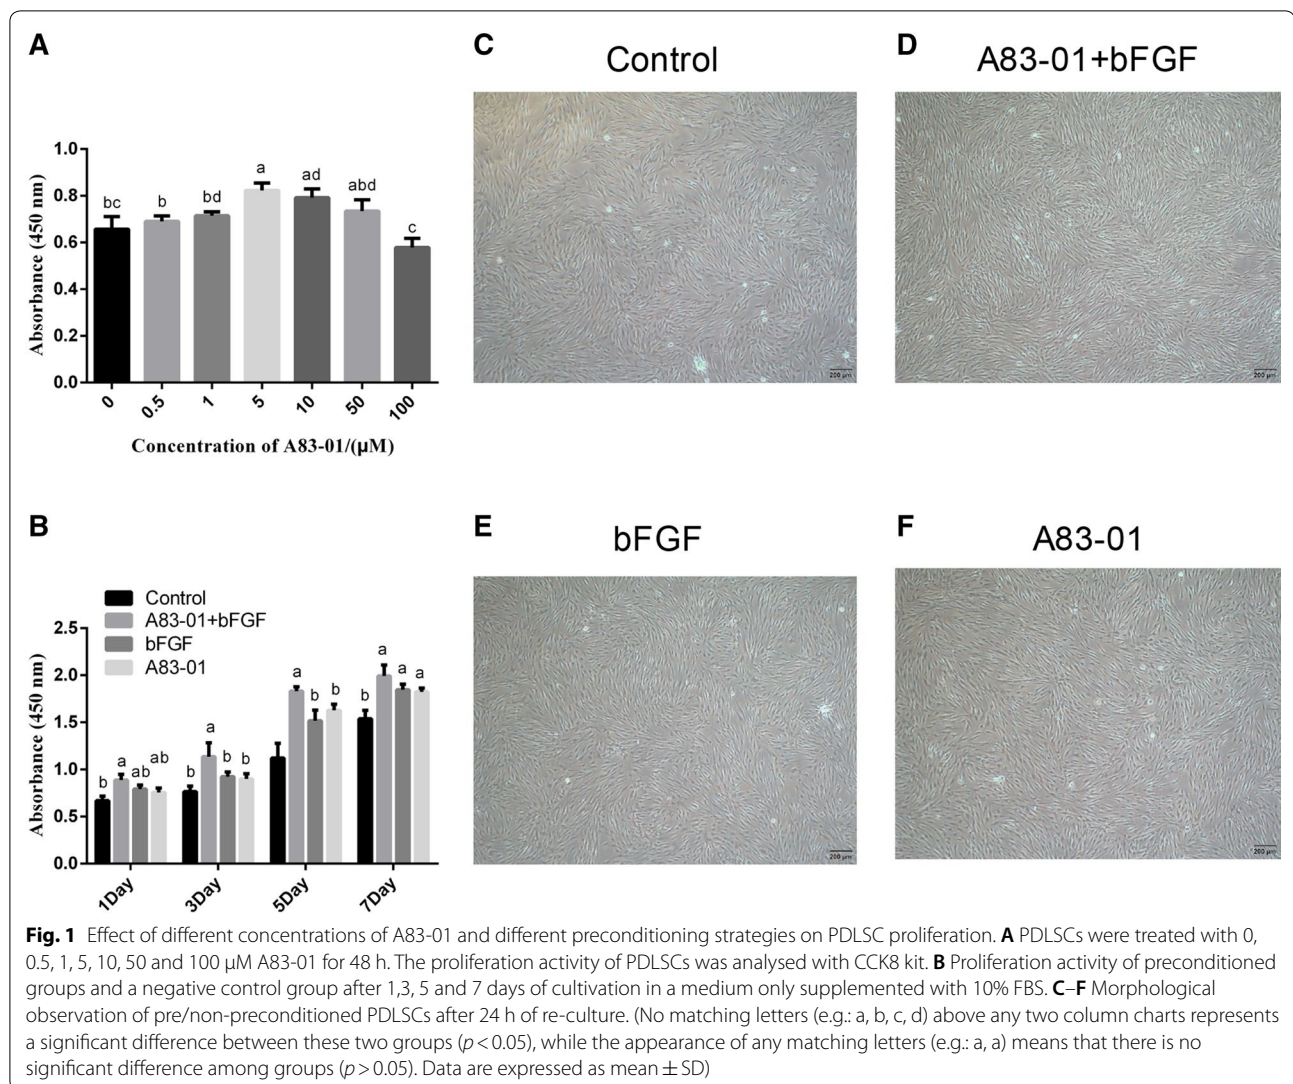 A
1.0
0.8
0.6
0.4
0.2
0.0
Absorbance (450 nm)
bc
b
bd
a
ad
abd
c
0
0.5
1
5
10
50
100
Concentration of A83-01/(μM)
C
Control
200 μm
D
A83-01+bFGF
200 μm
B
Control
A83-01+bFGF
bFGF
A83-01
2.5
2.0
1.5
1.0
0.5
0.0
Absorbance (450 nm)
b
a
ab
ab
b
a
b
b
a
b
b
b
a
a
a
1Day
3Day
5Day
7Day
E
bFGF
200 μm
F
A83-01
200 μm
Fig. 1 Effect of different concentrations of A83-01 and different preconditioning strategies on PDLSC proliferation. A PDLSCs were treated with 0,
0.5, 1, 5, 10, 50 and 100 μM A83-01 for 48 h. The proliferation activity of PDLSCs was analysed with CCK8 kit. B Proliferation activity of preconditioned
groups and a negative control group after 1,3, 5 and 7 days of cultivation in a medium only supplemented with 10% FBS. C–F Morphological
observation of pre/non-preconditioned PDLSCs after 24 h of re-culture. (No matching letters (e.g.: a, b, c, d) above any two column charts represents
a significant difference between these two groups (p < 0.05), while the appearance of any matching letters (e.g.: a, a) means that there is no
significant difference among groups (p > 0.05). Data are expressed as mean ± SD)